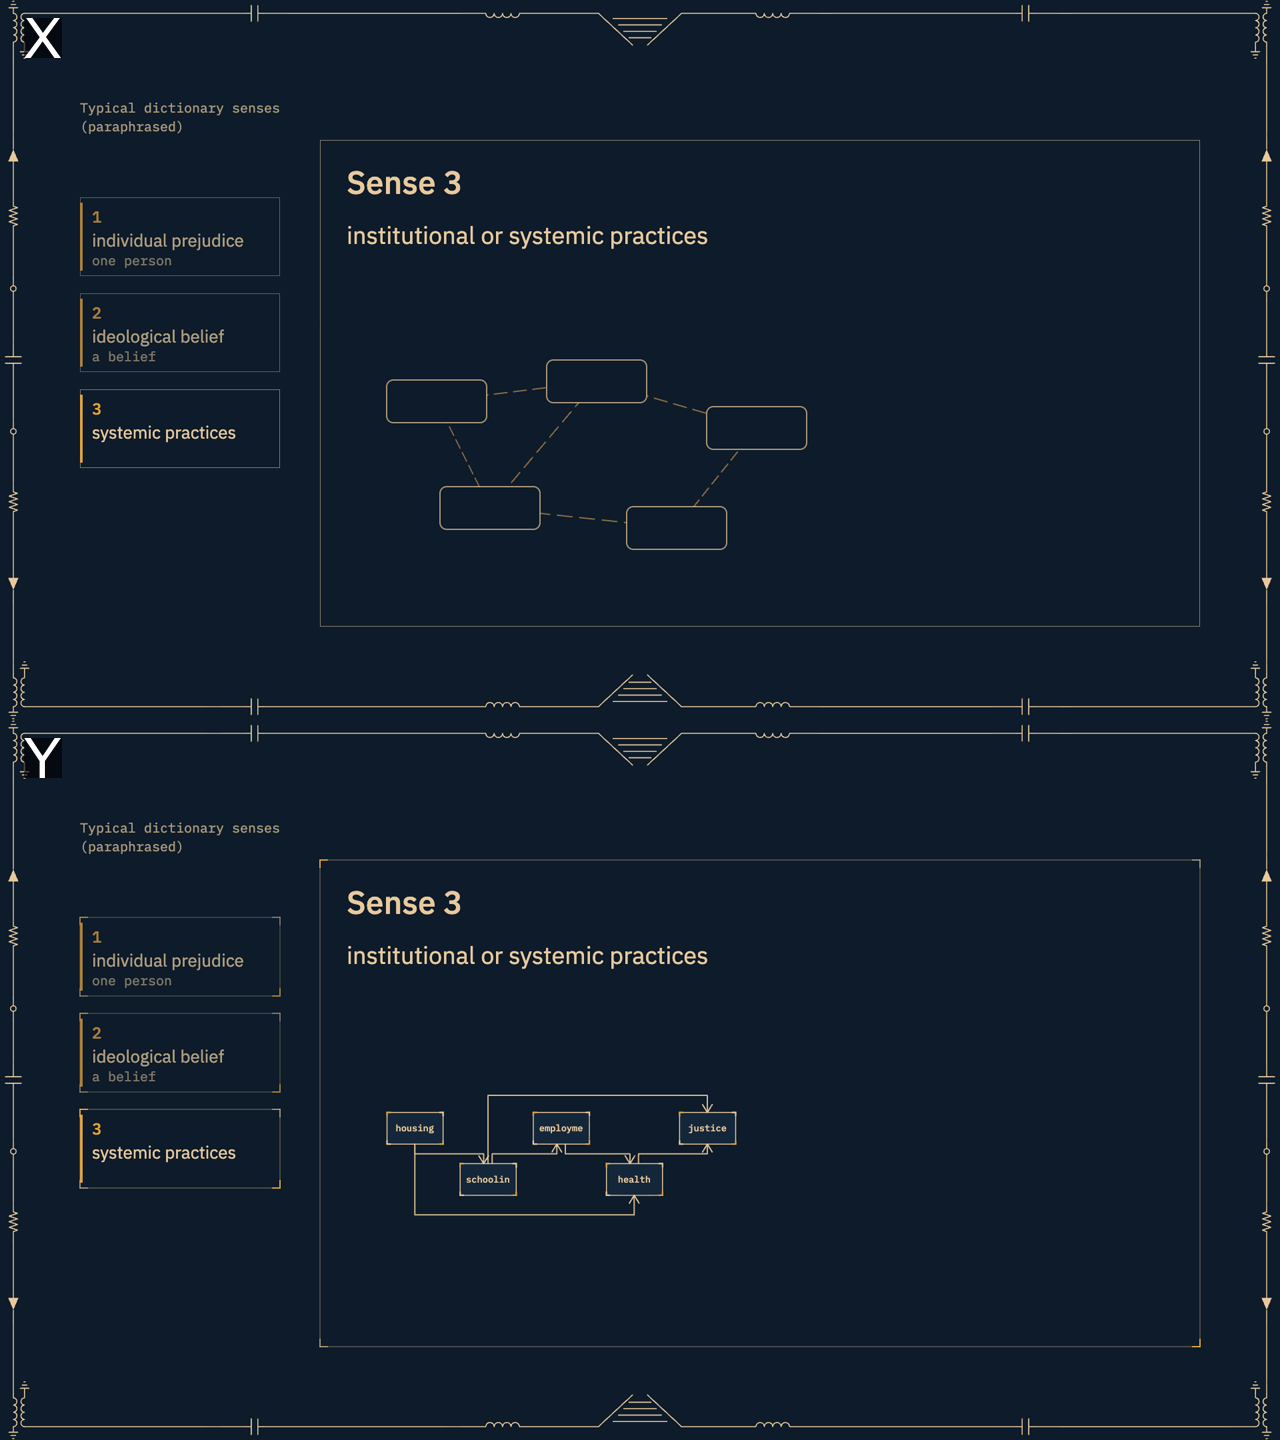 X
Typical dictionary senses
(paraphrased)
Sense 3
institutional or systemic practices
1
individual prejudice
one person
2
ideological belief
a belief
3
systemic practices
Y
Typical dictionary senses
(paraphrased)
Sense 3
institutional or systemic practices
1
individual prejudice
one person
2
ideological belief
a belief
3
systemic practices
housing
employme
justice
schoolin
health